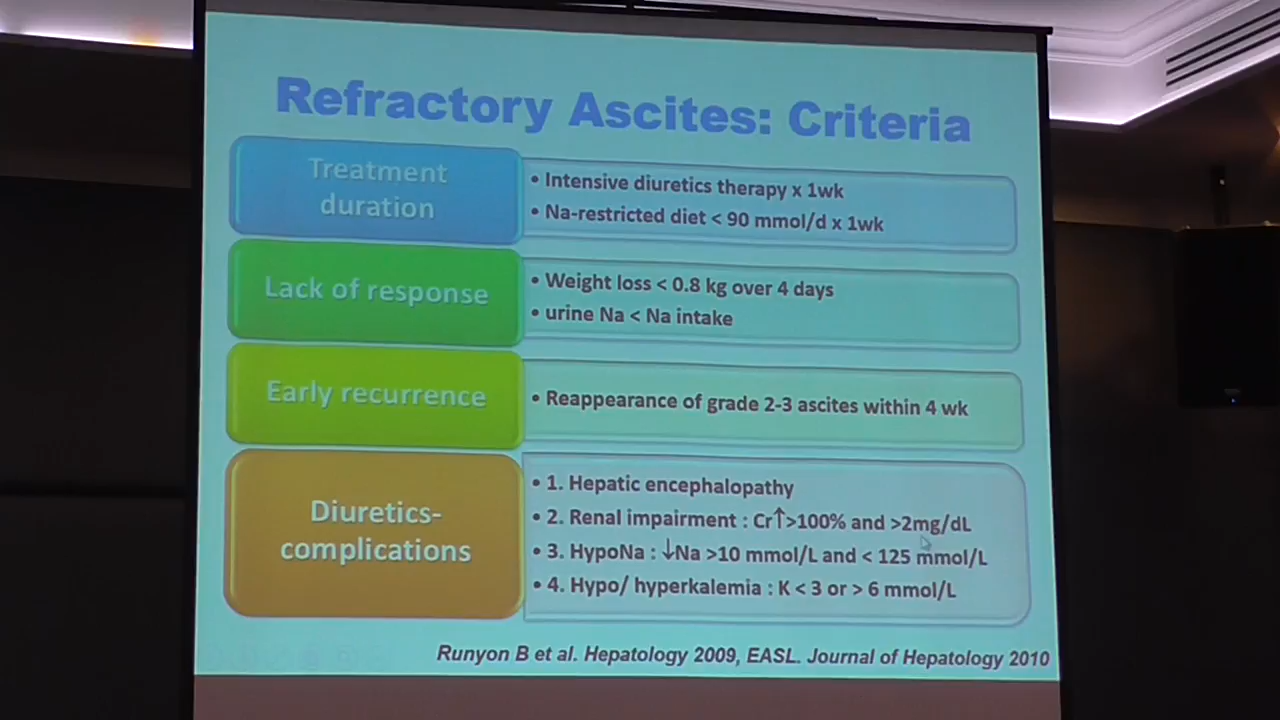 Refractory Ascites: Criteria
Treatment
duration
• Intensive diuretics therapy x 1wk
• Na-restricted diet < 90 mmol/d x 1wk
Lack of response
• Weight loss < 0.8 kg over 4 days
• urine Na < Na intake
Early recurrence
• Reappearance of grade 2-3 ascites within 4 wk
Diuretics-
complications
• 1. Hepatic encephalopathy
• 2. Renal impairment : Cr↑>100% and >2mg/dL
• 3. HypoNa : ↓Na >10 mmol/L and < 125 mmol/L
• 4. Hypo/ hyperkalemia : K < 3 or > 6 mmol/L
Runyon B et al. Hepatology 2009, EASL. Journal of Hepatology 2010